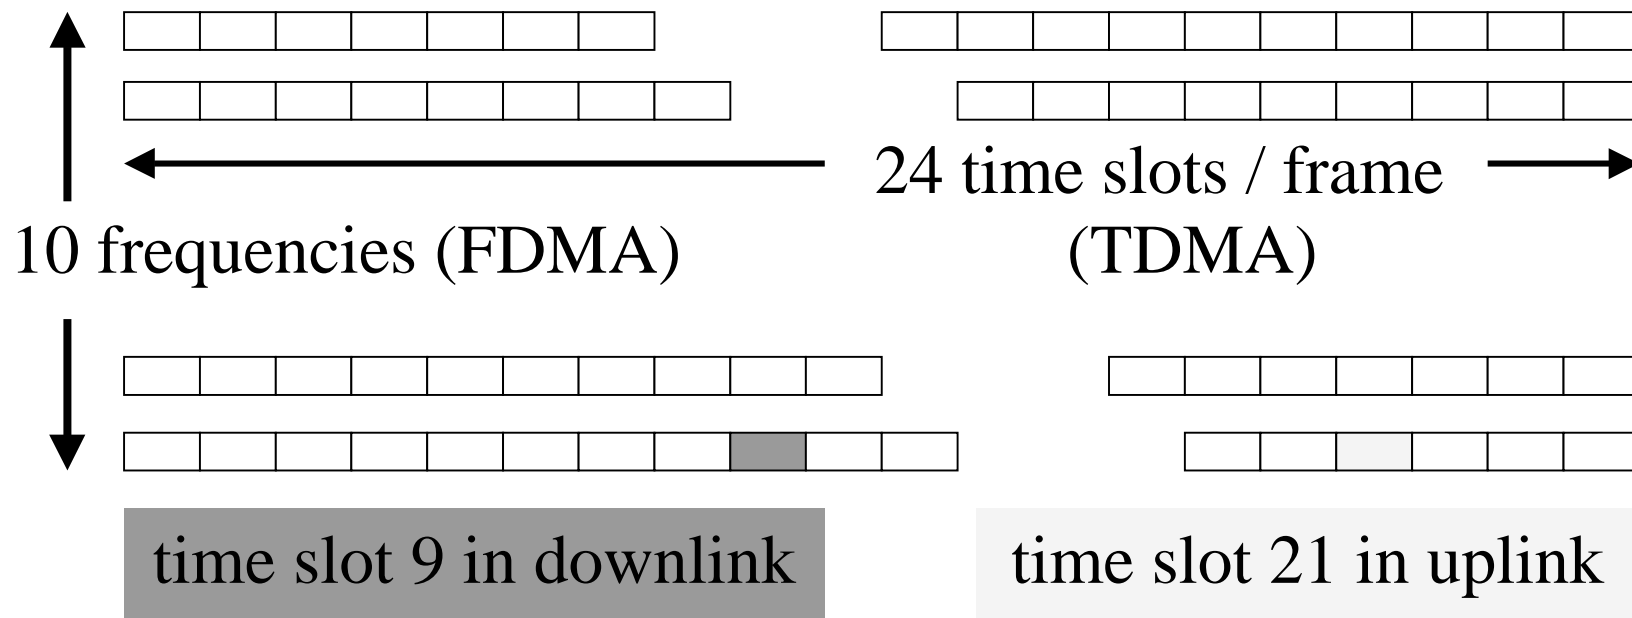 24 time slots / frame
10 frequencies (FDMA)
(TDMA)
time slot 9 in downlink
time slot 21 in uplink